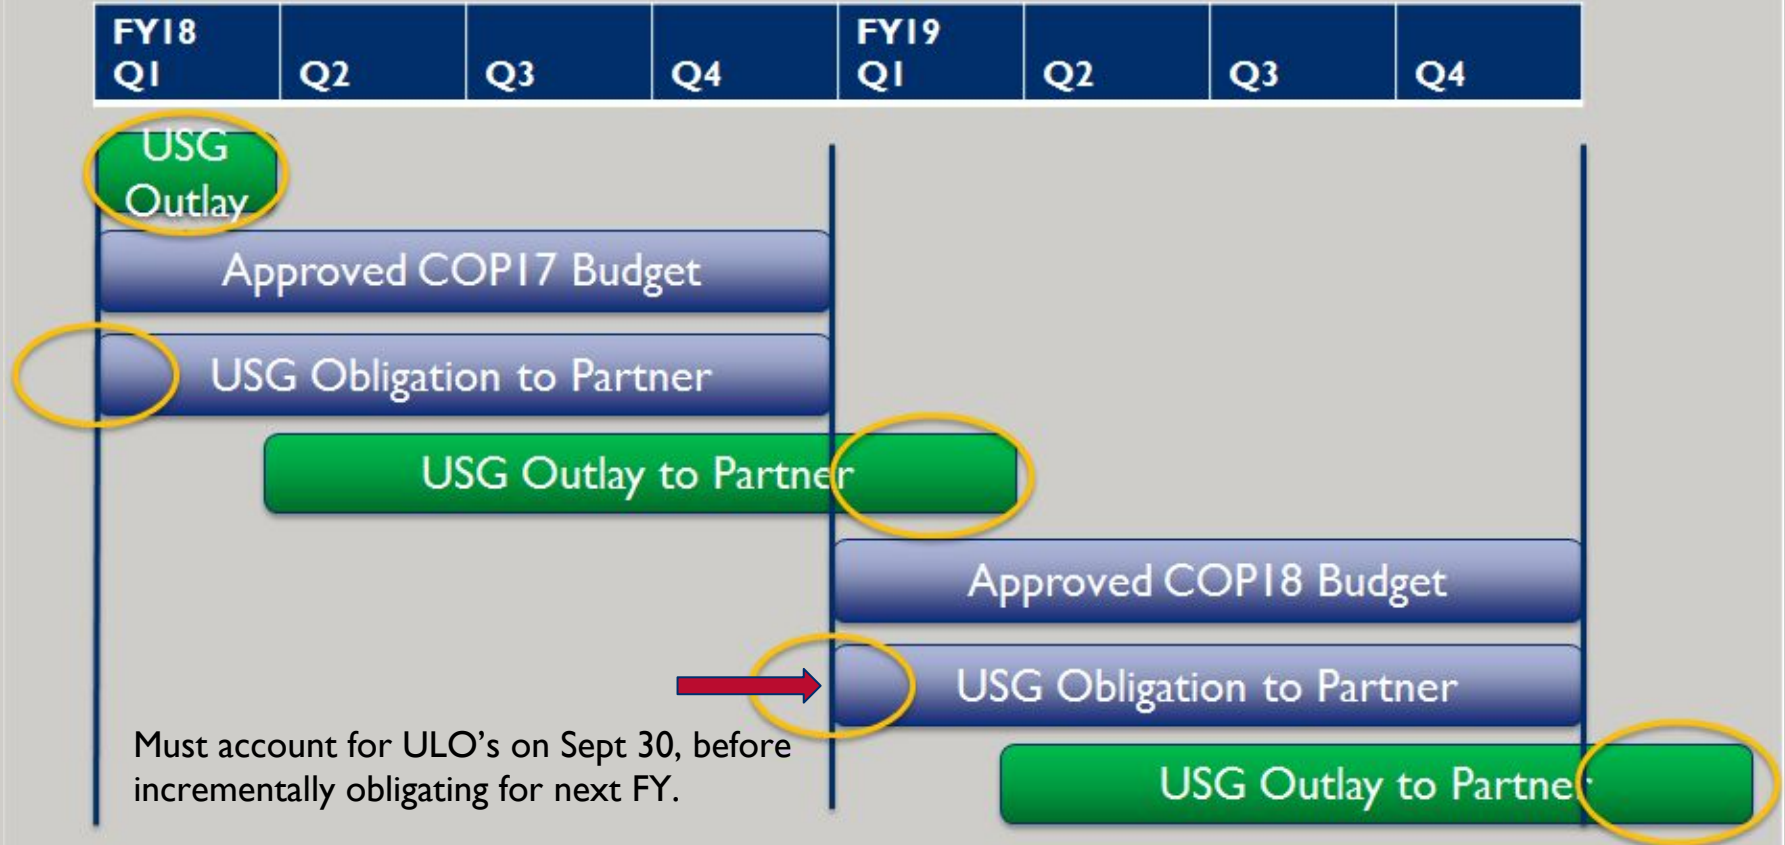 FY18
Q1 Q2 Q3 Q4
FY19
Q1 Q2 Q3 Q4
USG
Outlay
Approved COP17 Budget
USG Obligation to Partner
USG Outlay to Partner
Approved COP18 Budget
USG Obligation to Partner
Must account for ULO's on Sept 30, before
incrementally obligating for next FY.
USG Outlay to Partner